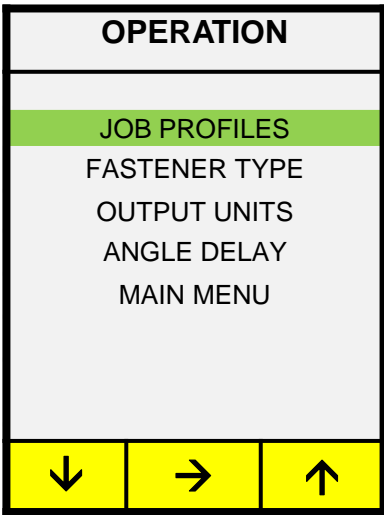 OPERATION
JOB PROFILES
FASTENER TYPE
OUTPUT UNITS
ANGLE DELAY
MAIN MENU
↓ → ↑